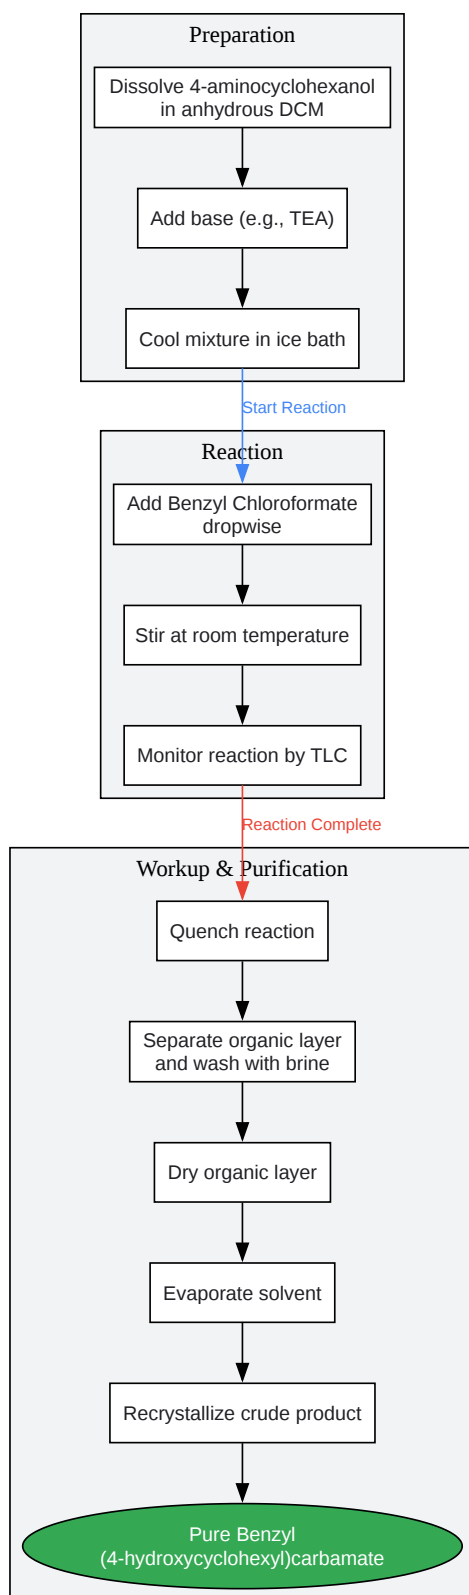 Preparation
Dissolve 4-aminocyclohexanol
in anhydrous DCM
Add base (e.g., TEA)
Cool mixture in ice bath
Start Reaction
Reaction
Add Benzyl Chloroformate
dropwise
Stir at room temperature
Monitor reaction by TLC
Reaction Complete
Workup & Purification
Quench reaction
Separate organic layer
and wash with brine
Dry organic layer
Evaporate solvent
Recrystallize crude product
Pure Benzyl
(4-hydroxycyclohexyl)carbamate